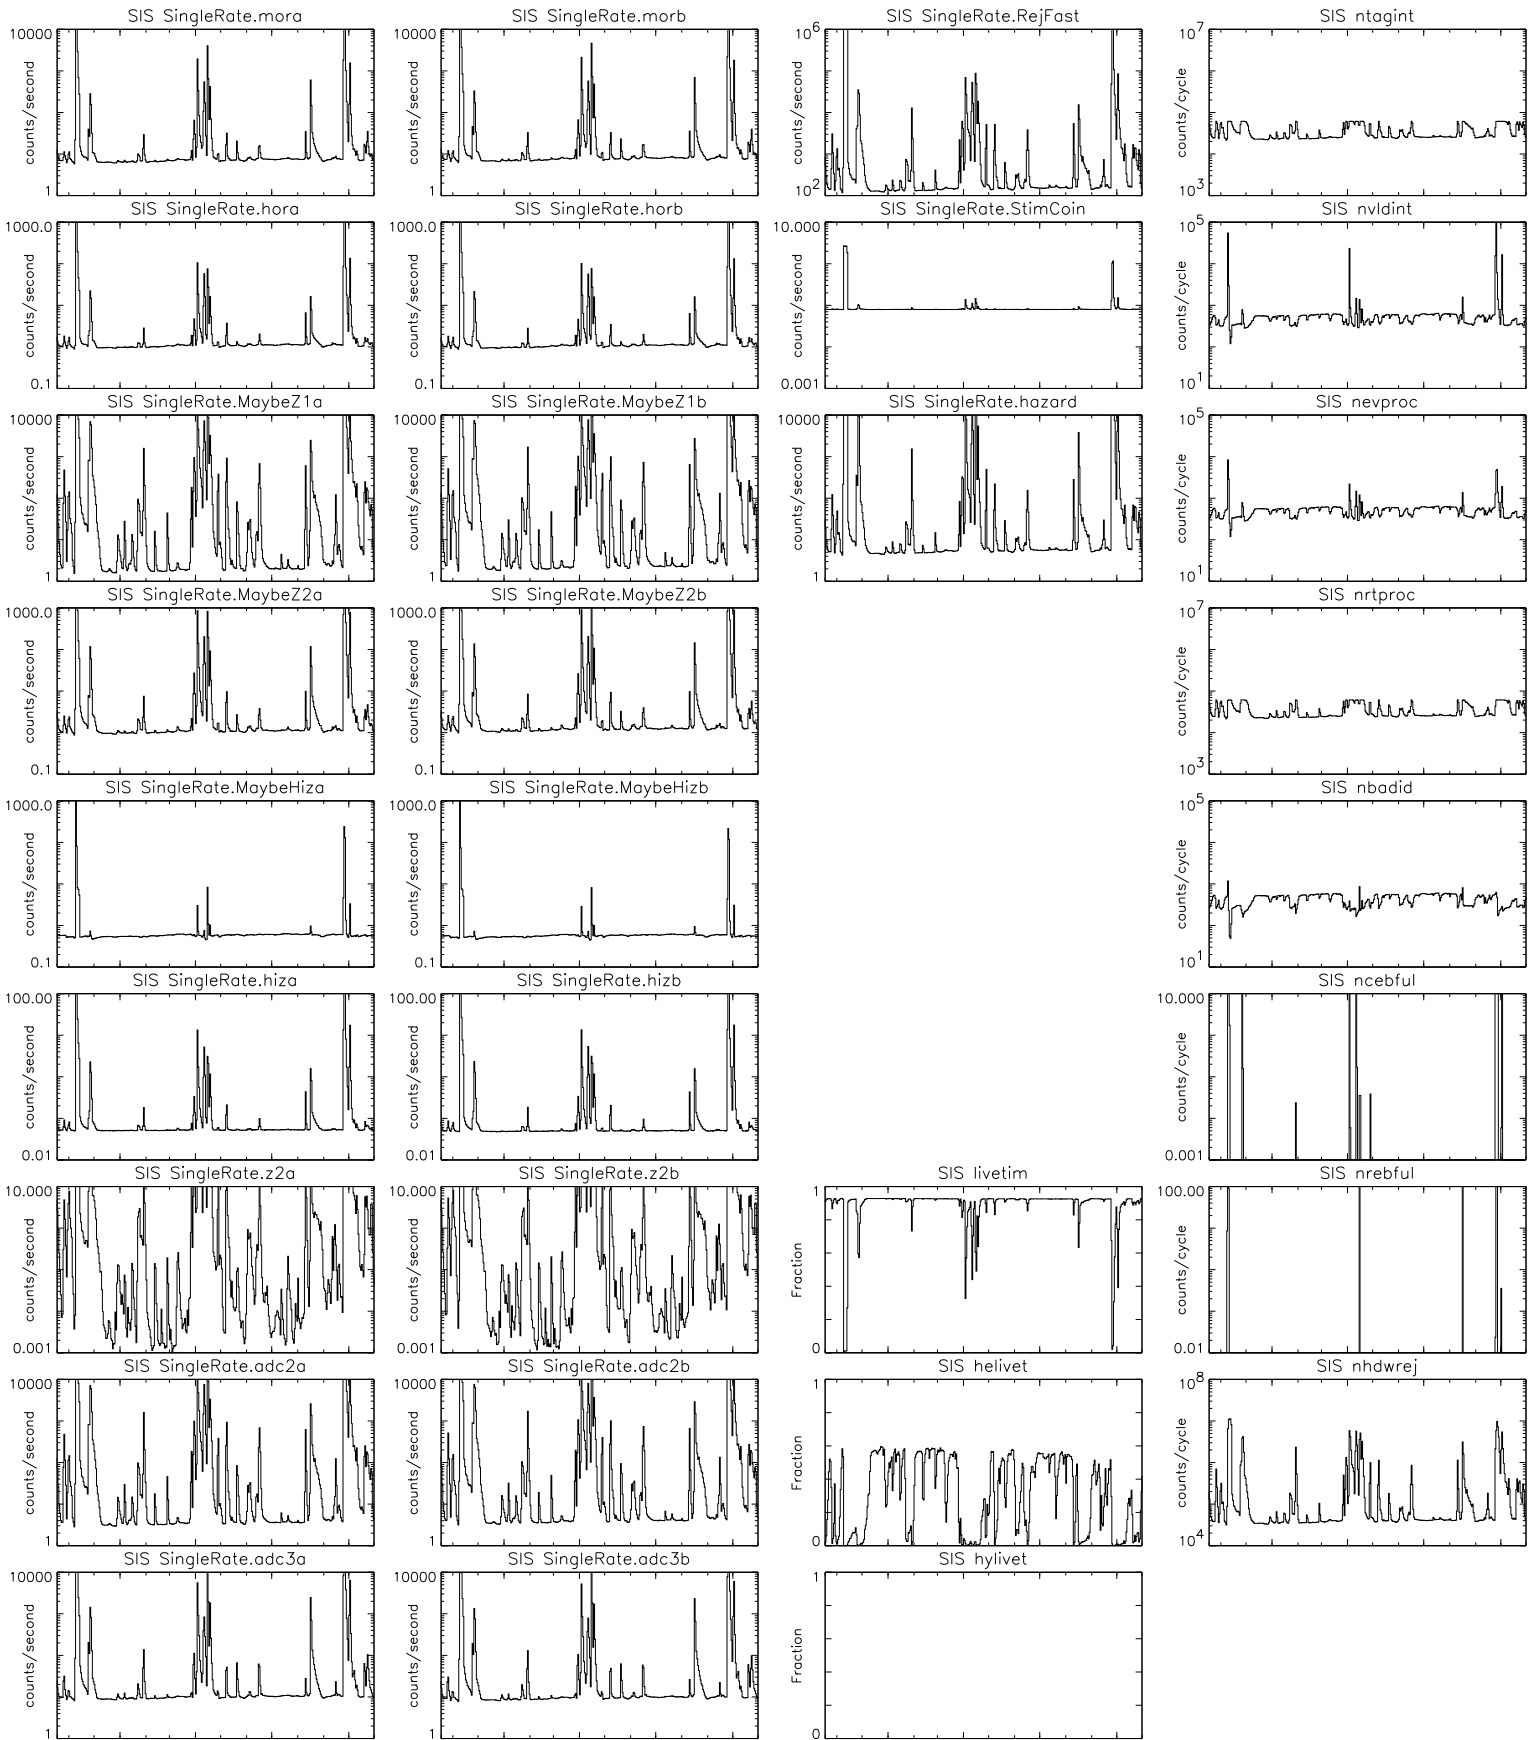 SIS SingleRate.mora
10000
counts/second
1
SIS SingleRate.morb
10000
counts/second
1
SIS SingleRate.RejFast
10^6
counts/second
10^2
SIS ntagint
10^7
counts/cycle
10^3
SIS SingleRate.hora
1000.0
counts/second
0.1
SIS SingleRate.horb
1000.0
counts/second
0.1
SIS SingleRate.StimCoin
10.000
counts/second
0.001
SIS nvldint
10^5
counts/cycle
10^1
SIS SingleRate.MaybeZ1a
10000
counts/second
1
SIS SingleRate.MaybeZ1b
10000
counts/second
1
SIS SingleRate.hazard
10000
counts/second
1
SIS nevproc
10^5
counts/cycle
10^1
SIS SingleRate.MaybeZ2a
1000.0
counts/second
0.1
SIS SingleRate.MaybeZ2b
1000.0
counts/second
0.1
SIS nrtproc
10^7
counts/cycle
10^3
SIS SingleRate.MaybeHiza
1000.0
counts/second
0.1
SIS SingleRate.MaybeHizb
1000.0
counts/second
0.1
SIS nbadid
10^5
counts/cycle
10^1
SIS SingleRate.hiza
100.00
counts/second
0.01
SIS SingleRate.hizb
100.00
counts/second
0.01
SIS ncebful
10.000
counts/cycle
0.001
SIS SingleRate.z2a
10.000
counts/second
0.001
SIS SingleRate.z2b
10.000
counts/second
0.001
SIS livetim
1
Fraction
0
SIS nrebful
100.00
counts/cycle
0.01
SIS SingleRate.adc2a
10000
counts/second
1
SIS SingleRate.adc2b
10000
counts/second
1
SIS helivet
1
Fraction
0
SIS nhdwrej
10^8
counts/cycle
10^4
SIS SingleRate.adc3a
10000
counts/second
1
SIS SingleRate.adc3b
10000
counts/second
1
SIS hylivet
1
Fraction
0